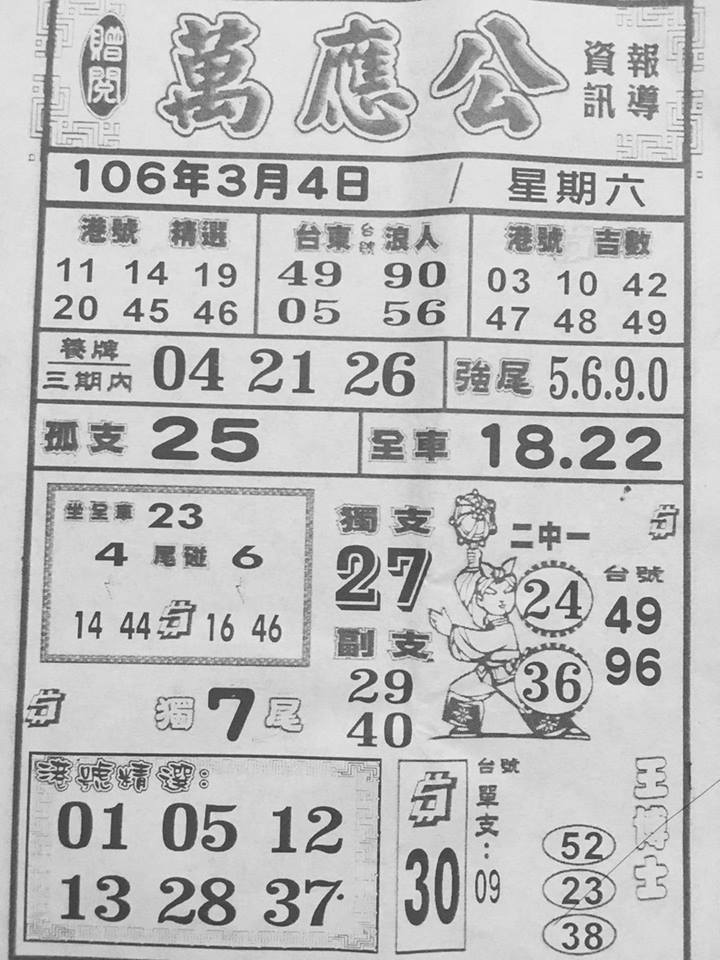 贈閱 萬應公 資訊 報導
106年3月4日 / 星期六
港號 精選
11 14 19
20 45 46
台東台號浪人
49 90
05 56
港號 吉數
03 10 42
47 48 49
養牌
三期內
04 21 26
強尾 5.6.9.0
孤支 25
全車 18.22
坐全車 23
4 尾碰 6
14 44 16 46
獨7尾
獨支
27
副支
29
40
二中一
24
36
台號
49
96
港號精選:
01 05 12
13 28 37
30
台號
單支:09
王博士
52
23
38